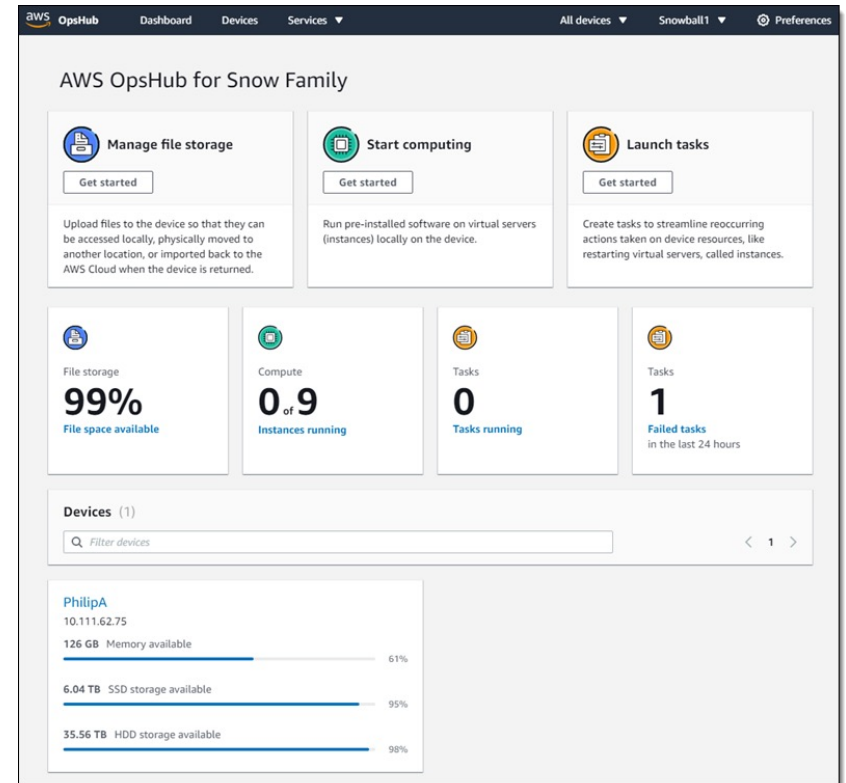 aws OpsHub Dashboard Devices Services ▼ All devices ▼ Snowball1 ▼ Preferences
AWS OpsHub for Snow Family
Manage file storage
Get started
Upload files to the device so that they can
be accessed locally, physically moved to
another location, or imported back to the
AWS Cloud when the device is returned.
Start computing
Get started
Run pre-installed software on virtual servers
(instances) locally on the device.
Launch tasks
Get started
Create tasks to streamline reoccurring
actions taken on device resources, like
restarting virtual servers, called instances.
File storage
99%
File space available
Compute
0 of 9
Instances running
Tasks
0
Tasks running
Tasks
1
Failed tasks
in the last 24 hours
Devices (1)
Filter devices
< 1 >
PhilipA
10.111.62.75
126 GB Memory available
61%
6.04 TB SSD storage available
95%
35.56 TB HDD storage available
98%